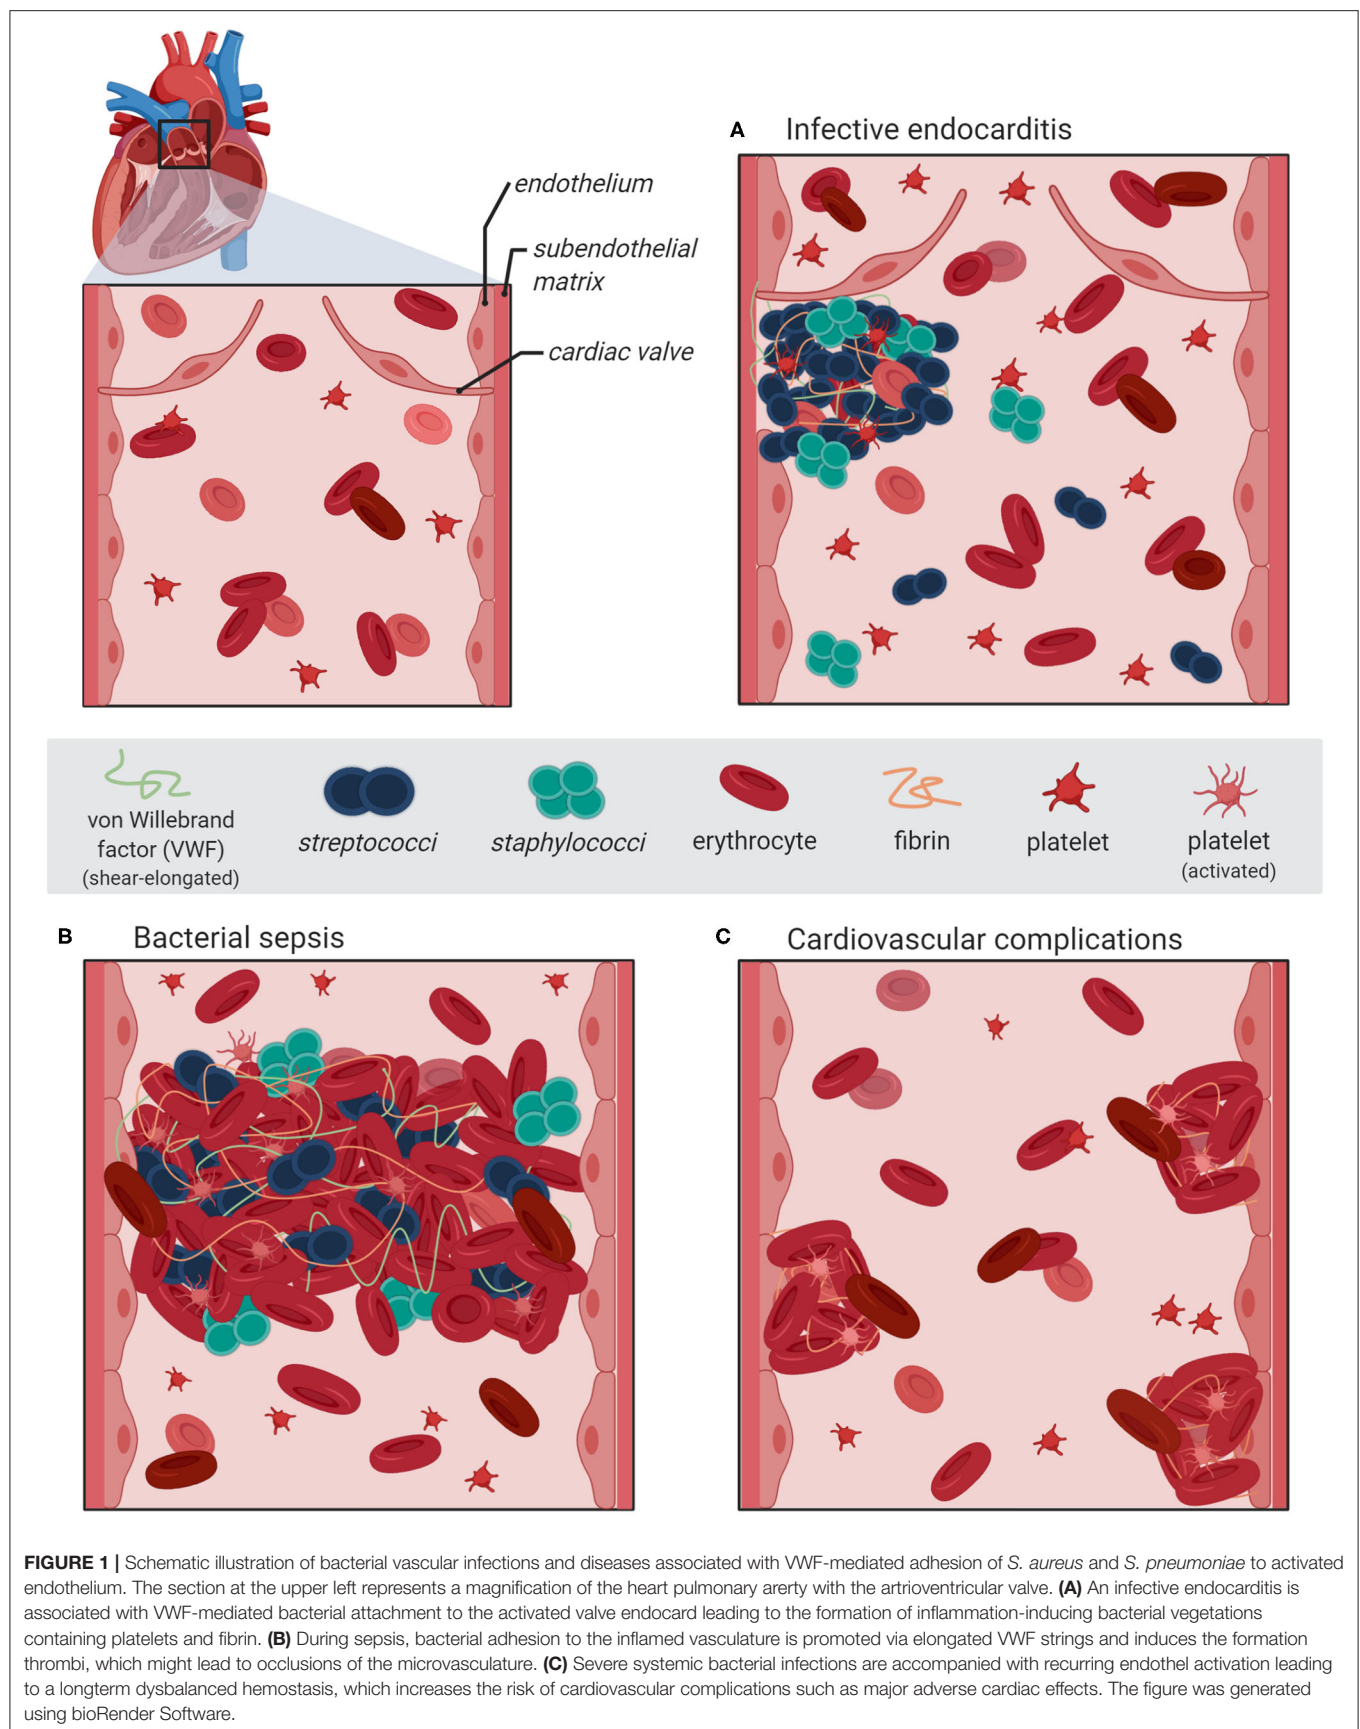 endothelium
subendothelial
matrix
cardiac valve
A Infective endocarditis
von Willebrand
factor (VWF)
(shear-elongated)
streptococci
staphylococci
erythrocyte
fibrin
platelet
platelet
(activated)
B Bacterial sepsis
C Cardiovascular complications
FIGURE 1 | Schematic illustration of bacterial vascular infections and diseases associated with VWF-mediated adhesion of S. aureus and S. pneumoniae to activated
endothelium. The section at the upper left represents a magnification of the heart pulmonary arerty with the artrioventricular valve. (A) An infective endocarditis is
associated with VWF-mediated bacterial attachment to the activated valve endocard leading to the formation of inflammation-inducing bacterial vegetations
containing platelets and fibrin. (B) During sepsis, bacterial adhesion to the inflamed vasculature is promoted via elongated VWF strings and induces the formation
thrombi, which might lead to occlusions of the microvasculature. (C) Severe systemic bacterial infections are accompanied with recurring endothel activation leading
to a longterm dysbalanced hemostasis, which increases the risk of cardiovascular complications such as major adverse cardiac effects. The figure was generated
using bioRender Software.